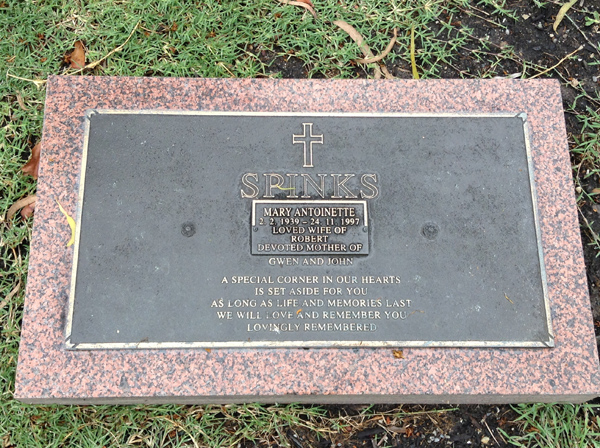 SPINKS
MARY ANTOINETTE
2. 2. 1939 - 24. 11. 1997
LOVED WIFE OF
ROBERT
DEVOTED MOTHER OF
GWEN AND JOHN
A SPECIAL CORNER IN OUR HEARTS
IS SET ASIDE FOR YOU
AS LONG AS LIFE AND MEMORIES LAST
WE WILL LOVE AND REMEMBER YOU
LOVINGLY REMEMBERED